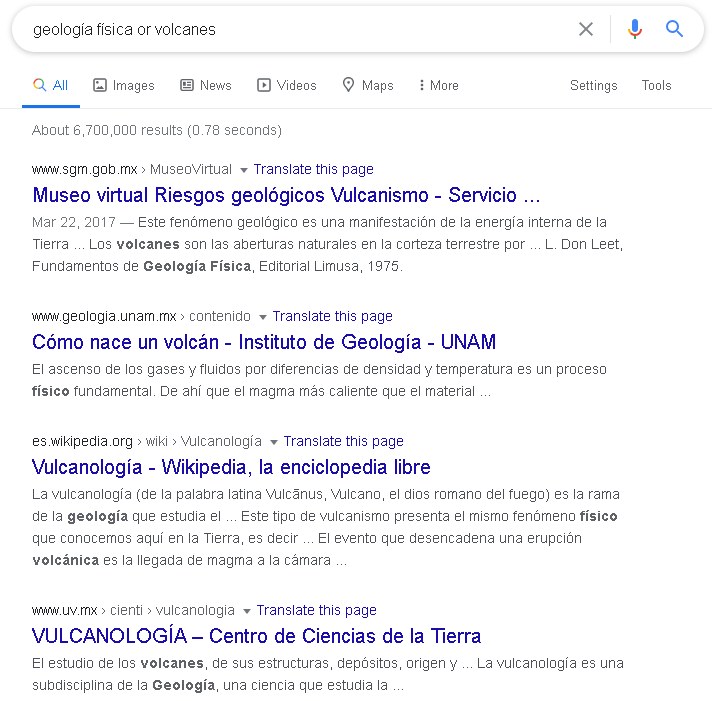 geología física or volcanes
All Images News Videos Maps More Settings Tools
About 6,700,000 results (0.78 seconds)
www.sgm.gob.mx › MuseoVirtual Translate this page
Museo virtual Riesgos geológicos Vulcanismo - Servicio ...
Mar 22, 2017 — Este fenómeno geológico es una manifestación de la energía interna de la
Tierra ... Los volcanes son las aberturas naturales en la corteza terrestre por ... L. Don Leet,
Fundamentos de Geología Física, Editorial Limusa, 1975.
www.geologia.unam.mx › contenido Translate this page
Cómo nace un volcán - Instituto de Geología - UNAM
El ascenso de los gases y fluidos por diferencias de densidad y temperatura es un proceso
físico fundamental. De ahí que el magma más caliente que el material ...
es.wikipedia.org › wiki › Vulcanología Translate this page
Vulcanología - Wikipedia, la enciclopedia libre
La vulcanología (de la palabra latina Vulcānus, Vulcano, el dios romano del fuego) es la rama
de la geología que estudia el ... Este tipo de vulcanismo presenta el mismo fenómeno físico
que conocemos aquí en la Tierra, es decir ... El evento que desencadena una erupción
volcánica es la llegada de magma a la cámara ...
www.uv.mx › cienti › vulcanologia Translate this page
VULCANOLOGÍA – Centro de Ciencias de la Tierra
El estudio de los volcanes, de sus estructuras, depósitos, origen y ... La vulcanología es una
subdisciplina de la Geología, una ciencia que estudia la ...